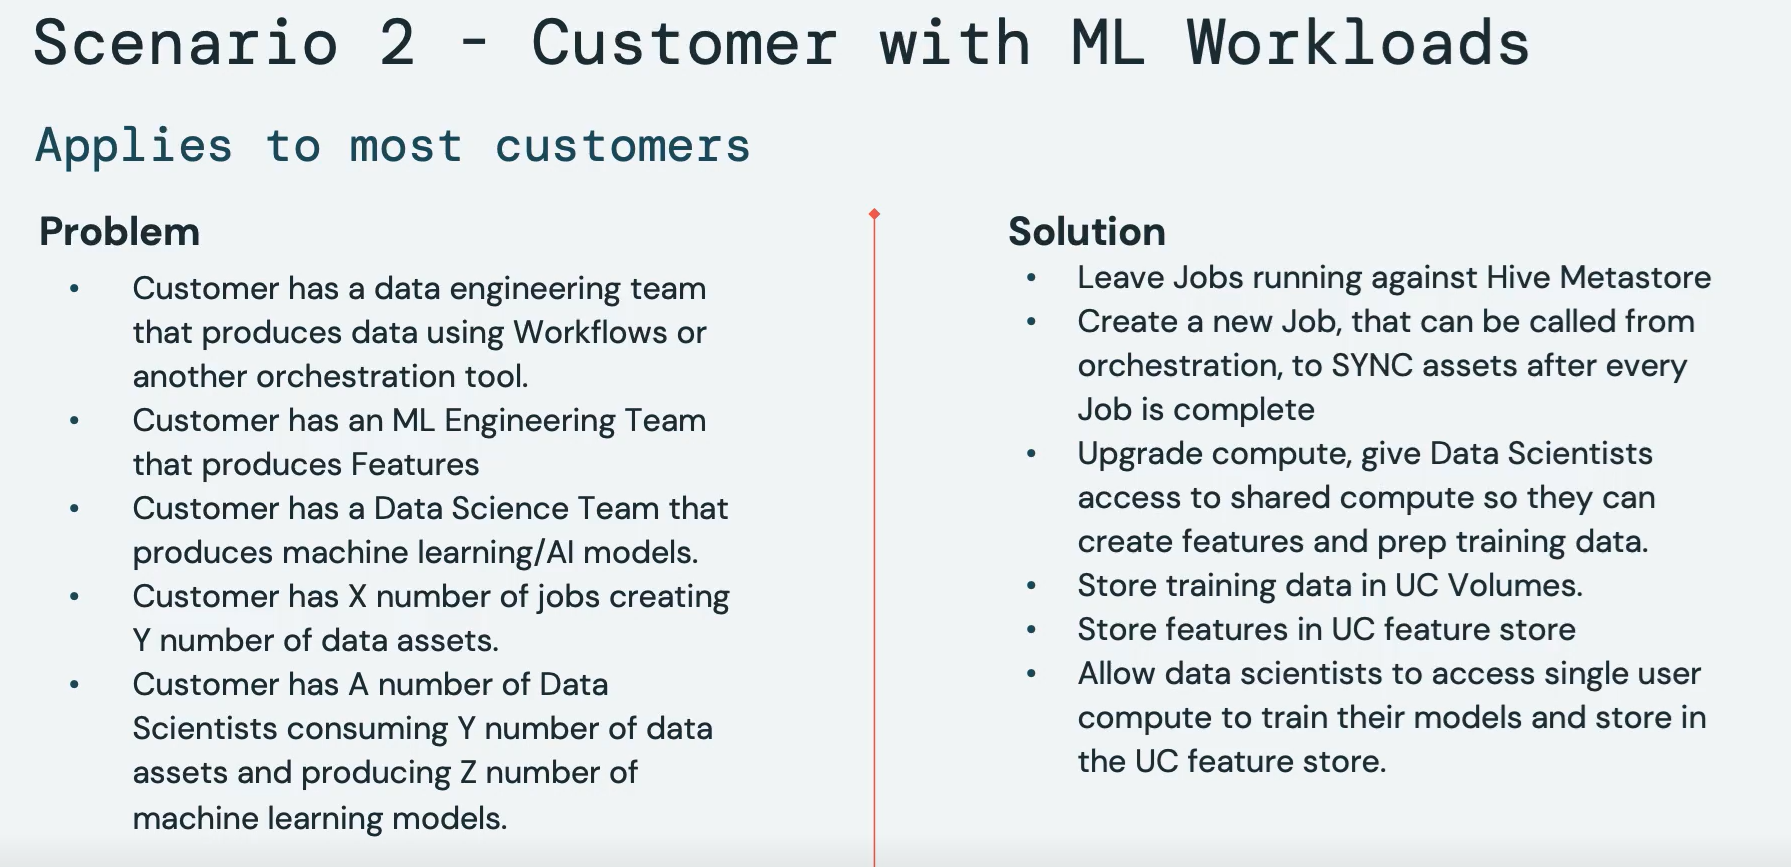 Scenario 2 - Customer with ML Workloads
Applies to most customers
Problem
• Customer has a data engineering team
that produces data using Workflows or
another orchestration tool.
• Customer has an ML Engineering Team
that produces Features
• Customer has a Data Science Team that
produces machine learning/AI models.
• Customer has X number of jobs creating
Y number of data assets.
• Customer has A number of Data
Scientists consuming Y number of data
assets and producing Z number of
machine learning models.
Solution
• Leave Jobs running against Hive Metastore
• Create a new Job, that can be called from
orchestration, to SYNC assets after every
Job is complete
• Upgrade compute, give Data Scientists
access to shared compute so they can
create features and prep training data.
• Store training data in UC Volumes.
• Store features in UC feature store
• Allow data scientists to access single user
compute to train their models and store in
the UC feature store.